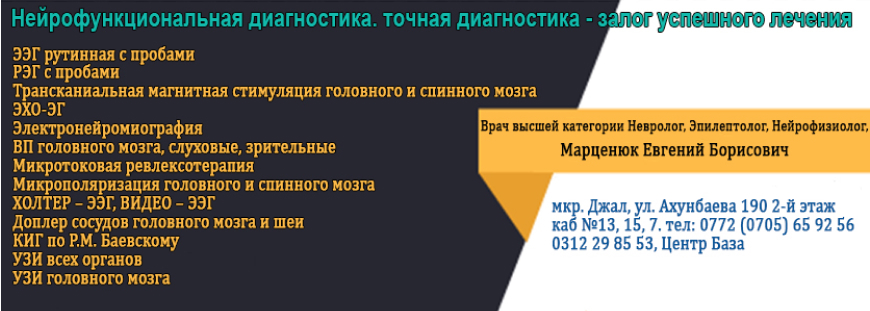 Нейрофункциональная диагностика. точная диагностика - залог успешного лечения
ЭЭГ рутинная с пробами
РЭГ с пробами
Трансканиальная магнитная стимуляция головного и спинного мозга
ЭХО-ЭГ
Электронейромиография
ВП головного мозга, слуховые, зрительные
Микротоковая ревлексотерапия
Микрополяризация головного и спинного мозга
ХОЛТЕР – ЭЭГ, ВИДЕО – ЭЭГ
Доплер сосудов головного мозга и шеи
КИГ по Р.М. Баевскому
УЗИ всех органов
УЗИ головного мозга
Врач высшей категории Невролог, Эпилептолог, Нейрофизиолог,
Марценюк Евгений Борисович
мкр. Джал, ул. Ахунбаева 190 2-й этаж
каб №13, 15, 7. тел: 0772 (0705) 65 92 56
0312 29 85 53, Центр База